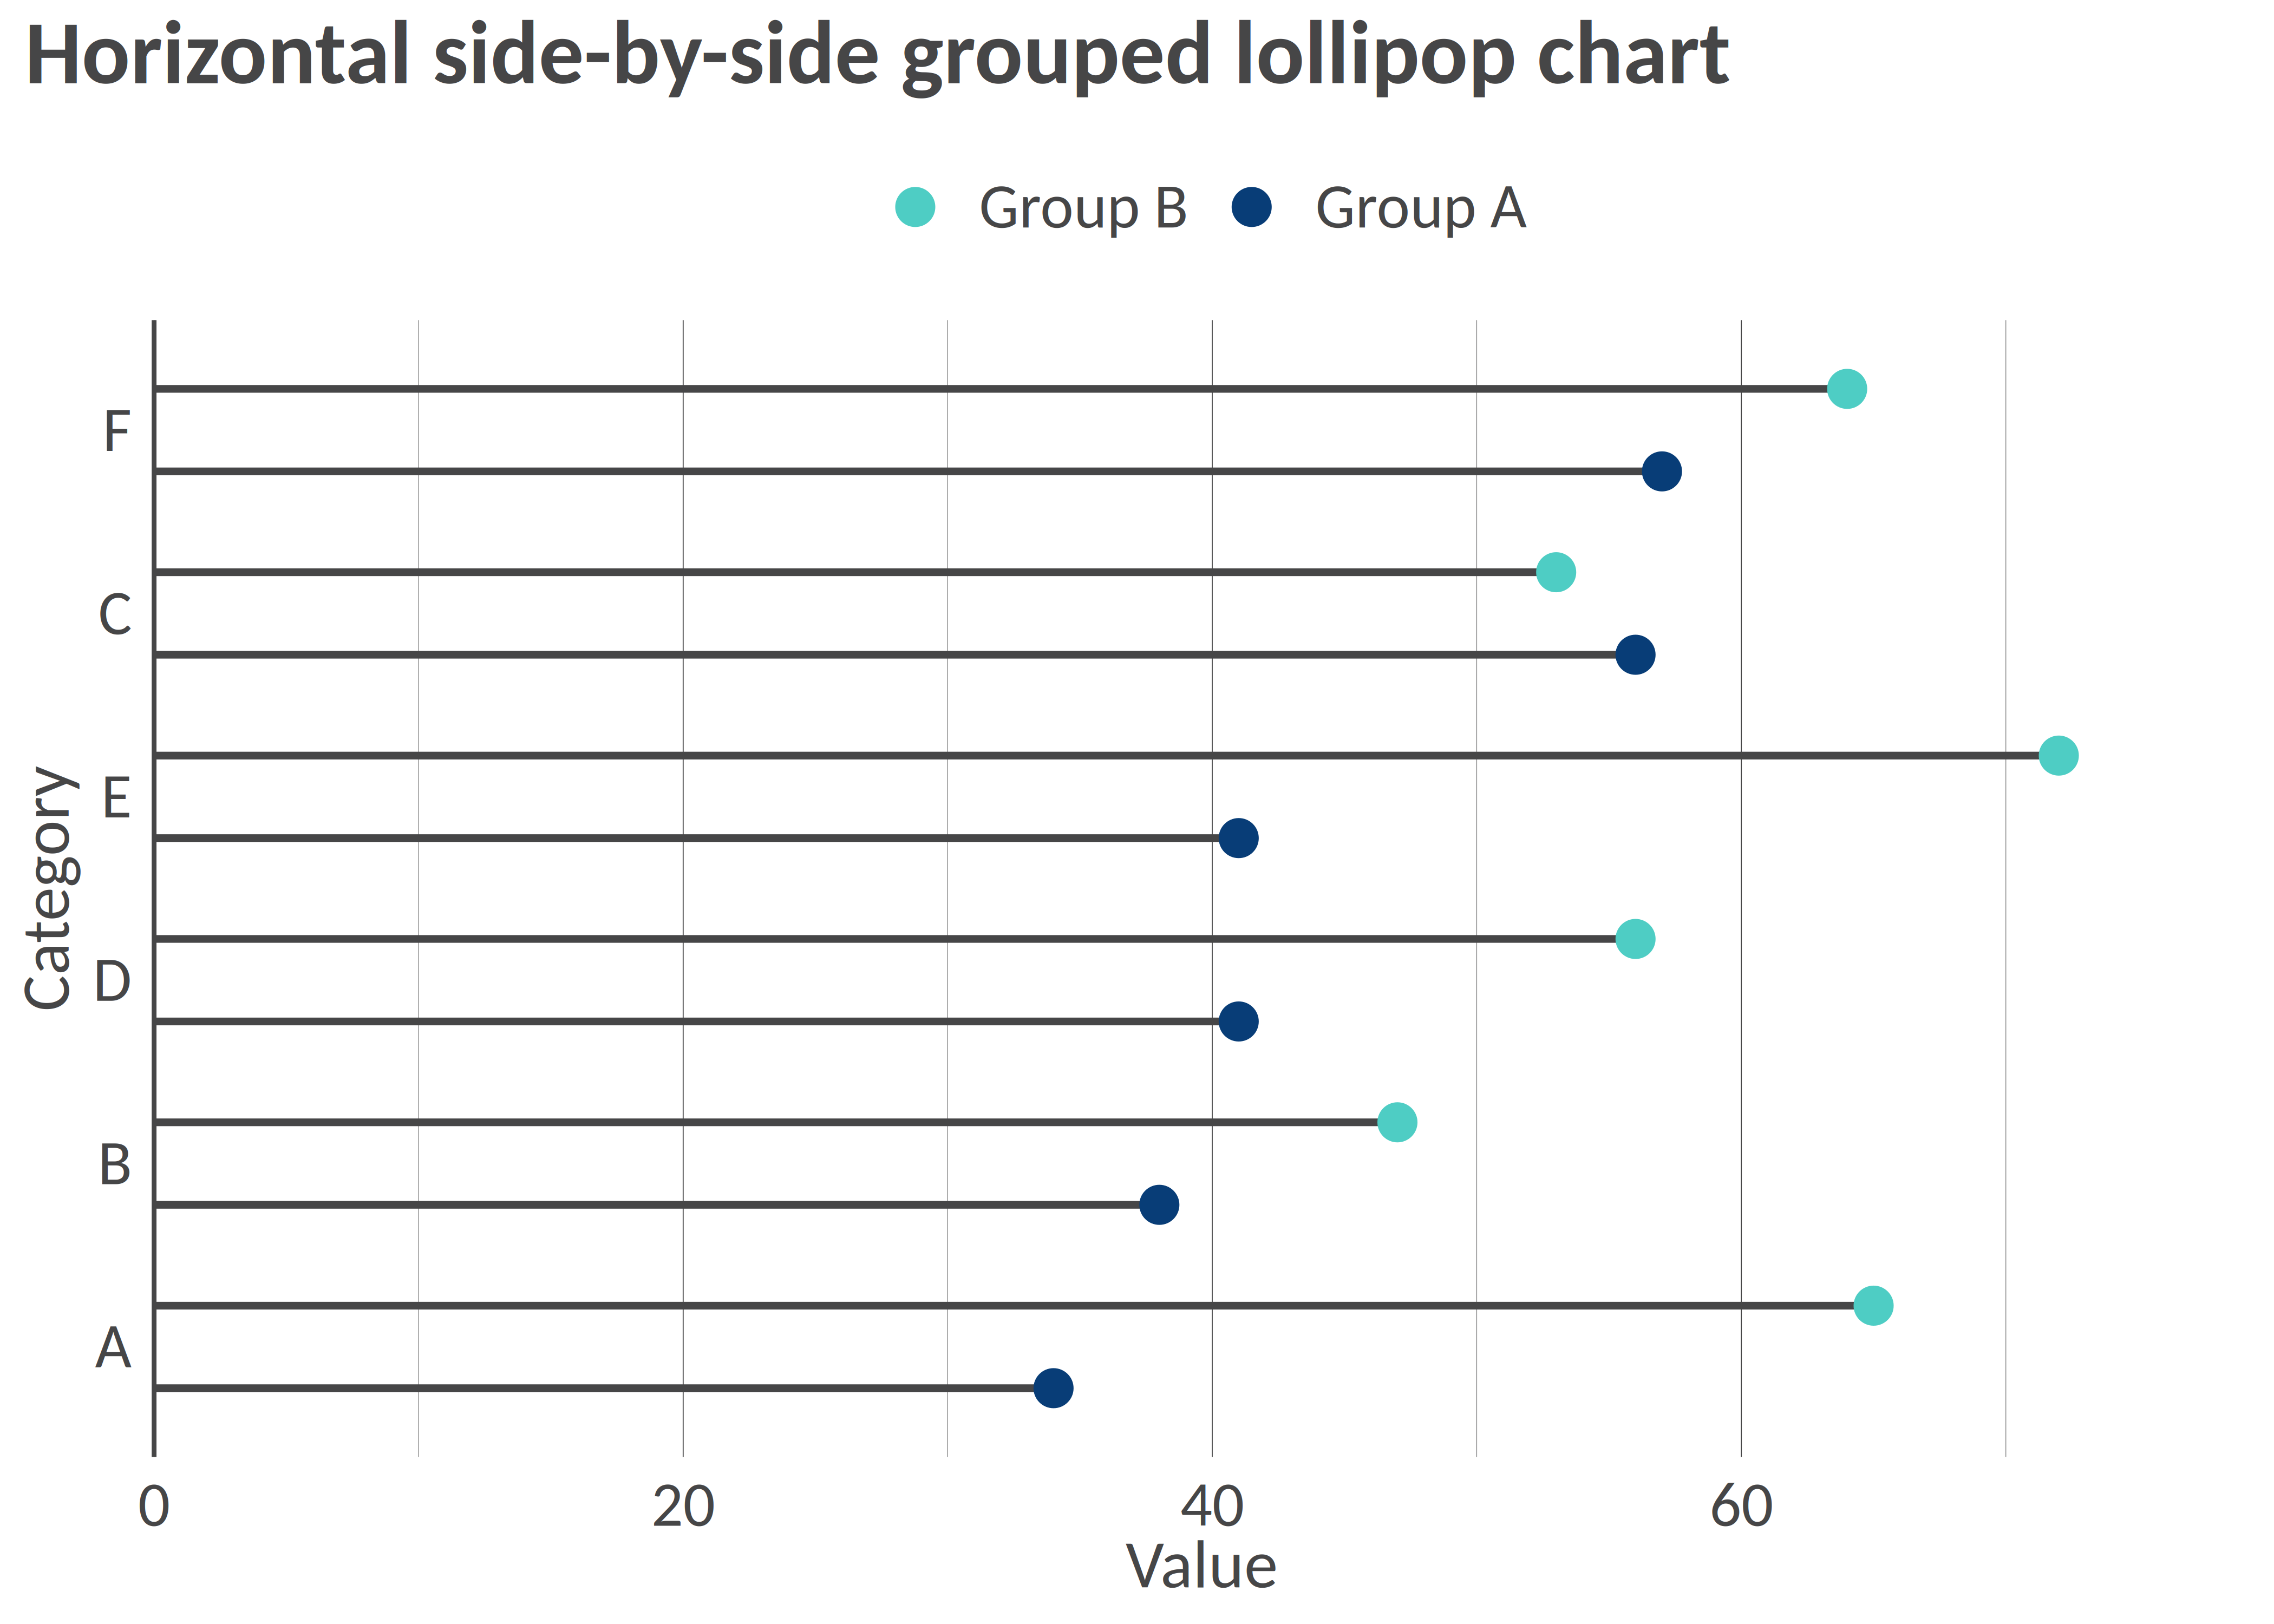 Horizontal side-by-side grouped lollipop chart
Group B
Group A
Category
F
C
E
D
B
A
0
20
40
60
Value